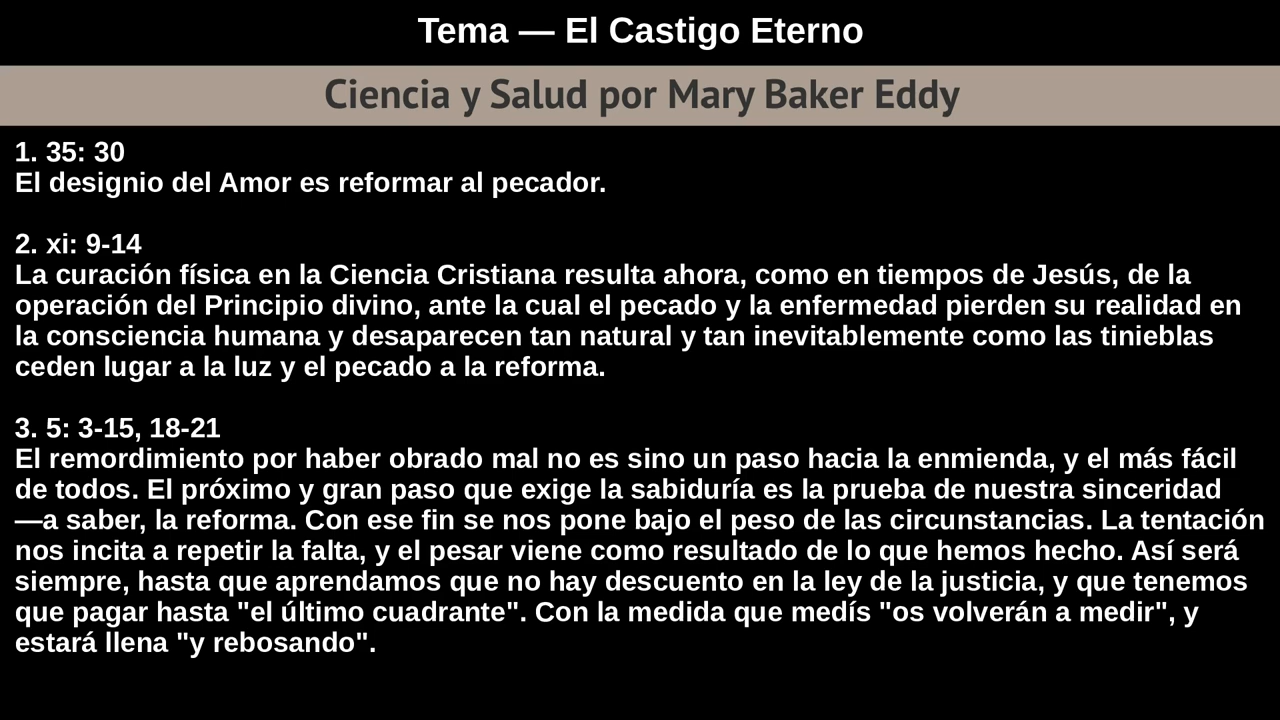 Tema — El Castigo Eterno
Ciencia y Salud por Mary Baker Eddy
1. 35: 30
El designio del Amor es reformar al pecador.
2. xi: 9-14
La curación física en la Ciencia Cristiana resulta ahora, como en tiempos de Jesús, de la
operación del Principio divino, ante la cual el pecado y la enfermedad pierden su realidad en
la consciencia humana y desaparecen tan natural y tan inevitablemente como las tinieblas
ceden lugar a la luz y el pecado a la reforma.
3. 5: 3-15, 18-21
El remordimiento por haber obrado mal no es sino un paso hacia la enmienda, y el más fácil
de todos. El próximo y gran paso que exige la sabiduría es la prueba de nuestra sinceridad
—a saber, la reforma. Con ese fin se nos pone bajo el peso de las circunstancias. La tentación
nos incita a repetir la falta, y el pesar viene como resultado de lo que hemos hecho. Así será
siempre, hasta que aprendamos que no hay descuento en la ley de la justicia, y que tenemos
que pagar hasta "el último cuadrante". Con la medida que medís "os volverán a medir", y
estará llena "y rebosando".